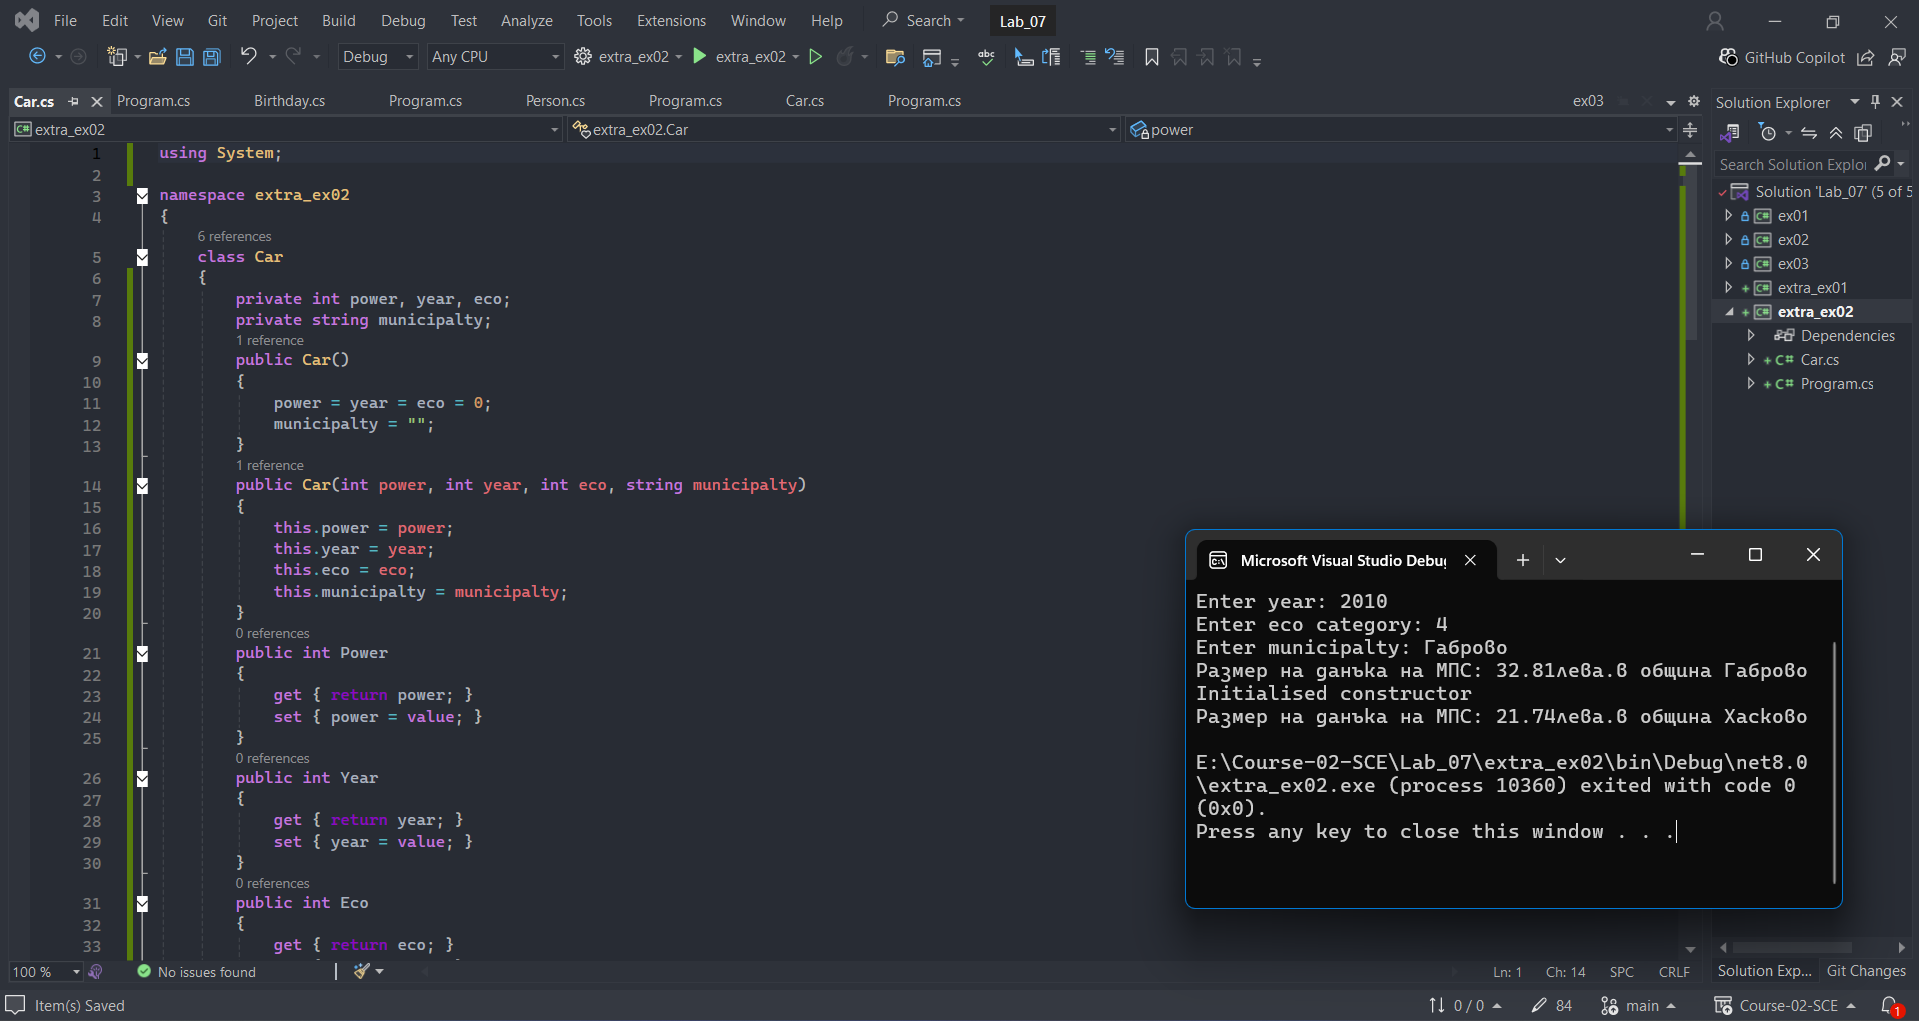 File Edit View Git Project Build Debug Test Analyze Tools Extensions Window Help Search Lab_07
Debug Any CPU extra_ex02 extra_ex02 GitHub Copilot
Car.cs Program.cs Birthday.cs Program.cs Person.cs Program.cs Car.cs Program.cs ex03
extra_ex02 extra_ex02.Car power
1 using System;
2
3 namespace extra_ex02
4 {
6 references
5 class Car
6 {
7 private int power, year, eco;
8 private string municipalty;
1 reference
9 public Car()
10 {
11 power = year = eco = 0;
12 municipalty = "";
13 }
1 reference
14 public Car(int power, int year, int eco, string municipalty)
15 {
16 this.power = power;
17 this.year = year;
18 this.eco = eco;
19 this.municipalty = municipalty;
20 }
0 references
21 public int Power
22 {
23 get { return power; }
24 set { power = value; }
25 }
0 references
26 public int Year
27 {
28 get { return year; }
29 set { year = value; }
30 }
0 references
31 public int Eco
32 {
33 get { return eco; }
100 % No issues found Ln: 1 Ch: 14 SPC CRLF
Solution Explorer
Search Solution Explo
Solution 'Lab_07' (5 of 5
C# ex01
C# ex02
C# ex03
C# extra_ex01
C# extra_ex02
Dependencies
C# Car.cs
C# Program.cs
Solution Exp... Git Changes
Microsoft Visual Studio Debug
Enter year: 2010
Enter eco category: 4
Enter municipalty: Габрово
Размер на данъка на МПС: 32.81лева.в община Габрово
Initialised constructor
Размер на данъка на МПС: 21.74лева.в община Хасково
E:\Course-02-SCE\Lab_07\extra_ex02\bin\Debug\net8.0
\extra_ex02.exe (process 10360) exited with code 0
(0x0).
Press any key to close this window . . .
Item(s) Saved 0 / 0 84 main Course-02-SCE 1